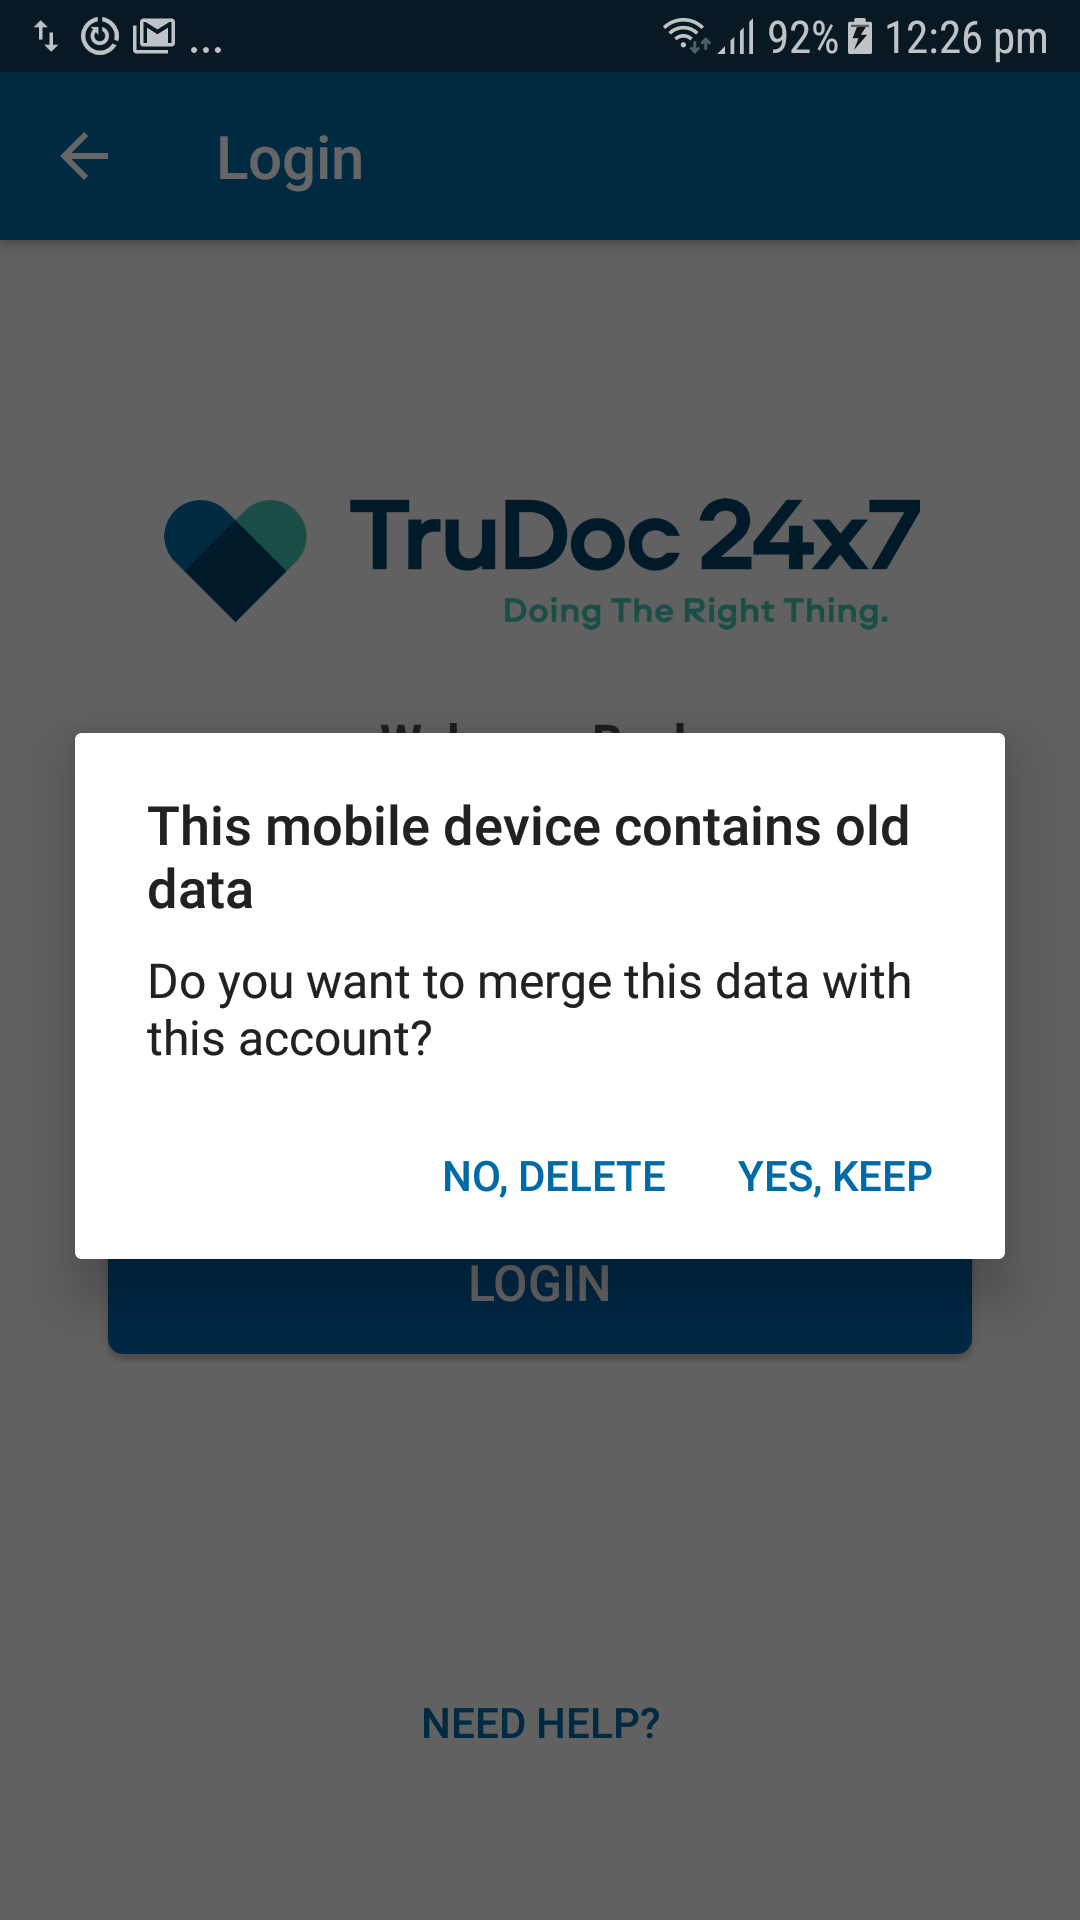 ... 92% 12:26 pm
Login
TruDoc 24x7
Doing The Right Thing.
This mobile device contains old
data
Do you want to merge this data with
this account?
NO, DELETE YES, KEEP
LOGIN
NEED HELP?